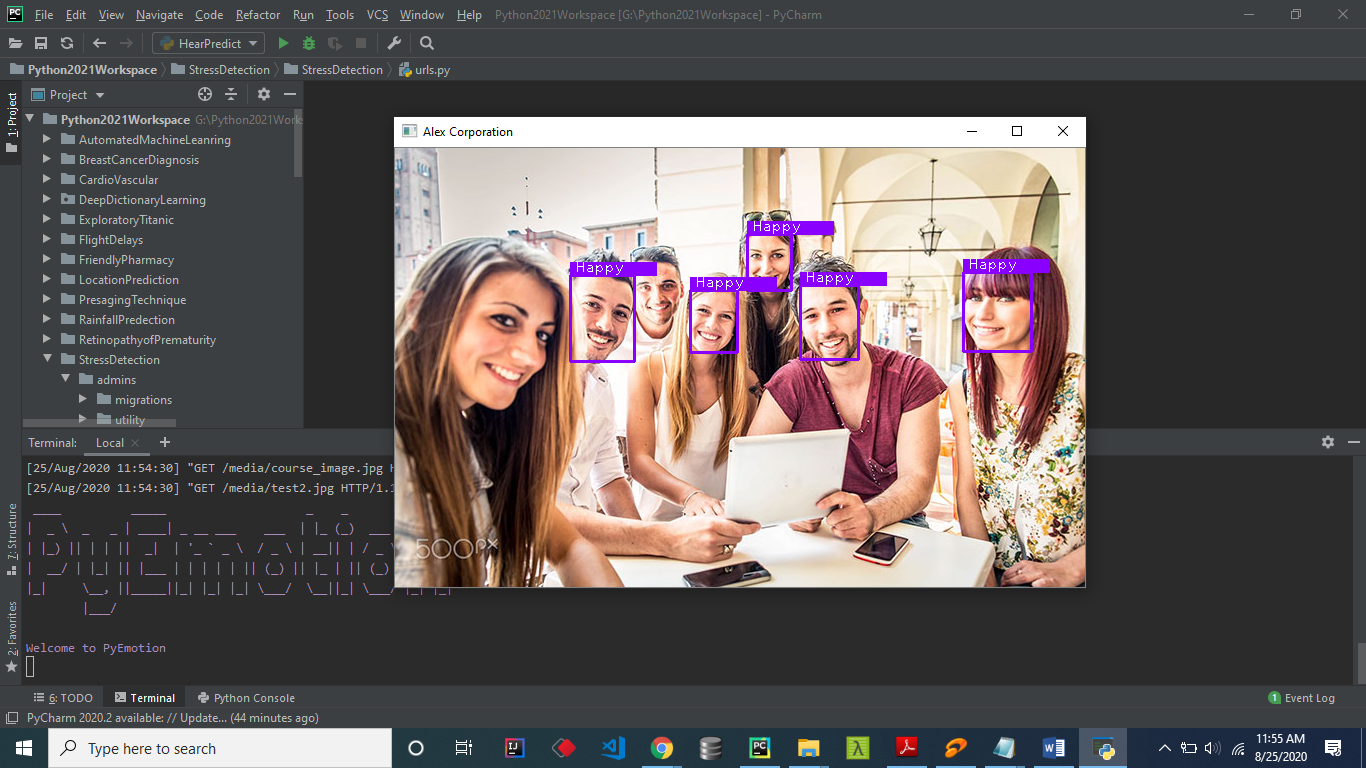 File Edit View Navigate Code Refactor Run Tools VCS Window Help Python2021Workspace [G:\Python2021Workspace] - PyCharm
HearPredict
Python2021Workspace StressDetection StressDetection urls.py
1: Project
Project
Python2021Workspace G:\Python2021Works
AutomatedMachineLeanring
BreastCancerDiagnosis
CardioVascular
DeepDictionaryLearning
ExploratoryTitanic
FlightDelays
FriendlyPharmacy
LocationPrediction
PresagingTechnique
RainfallPredection
RetinopathyofPrematurity
StressDetection
admins
migrations
utility
Alex Corporation
Happy
Happy
Happy
Happy
Happy
500px
Terminal: Local
[25/Aug/2020 11:54:30] "GET /media/course_image.jpg H
[25/Aug/2020 11:54:30] "GET /media/test2.jpg HTTP/1.1
PyEmotion
Welcome to PyEmotion
7: Structure
2: Favorites
6: TODO Terminal Python Console Event Log
PyCharm 2020.2 available: // Update... (44 minutes ago)
Type here to search
11:55 AM
8/25/2020